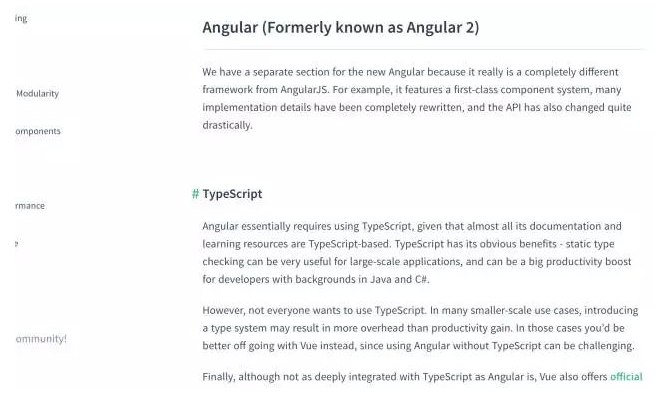 ing
Modularity
omponents
rmance
e
ommunity!
Angular (Formerly known as Angular 2)
We have a separate section for the new Angular because it really is a completely different
framework from AngularJS. For example, it features a first-class component system, many
implementation details have been completely rewritten, and the API has also changed quite
drastically.
# TypeScript
Angular essentially requires using TypeScript, given that almost all its documentation and
learning resources are TypeScript-based. TypeScript has its obvious benefits - static type
checking can be very useful for large-scale applications, and can be a big productivity boost
for developers with backgrounds in Java and C#.
However, not everyone wants to use TypeScript. In many smaller-scale use cases, introducing
a type system may result in more overhead than productivity gain. In those cases you'd be
better off going with Vue instead, since using Angular without TypeScript can be challenging.
Finally, although not as deeply integrated with TypeScript as Angular is, Vue also offers official